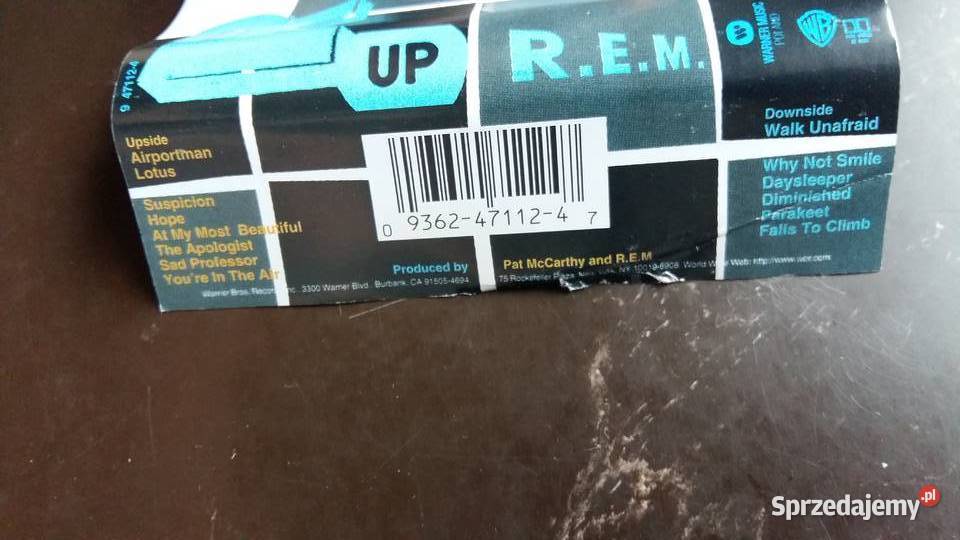 9 47112-4
UP
R.E.M.
WARNER MUSIC
POLAND
WB
Upside
Airportman
Lotus
Suspicion
Hope
At My Most Beautiful
The Apologist
Sad Professor
You're In The Air
0 9362-47112-4 7
Downside
Walk Unafraid
Why Not Smile
Daysleeper
Diminished
Parakeet
Falls To Climb
Produced by
Pat McCarthy and R.E.M
Warner Bros. Records Inc. 3300 Warner Blvd. Burbank, CA 91505-4694
75 Rockefeller Plaza, New York, NY 10019-6908 World Wide Web: http://www.wbr.com
Sprzedajemy.pl